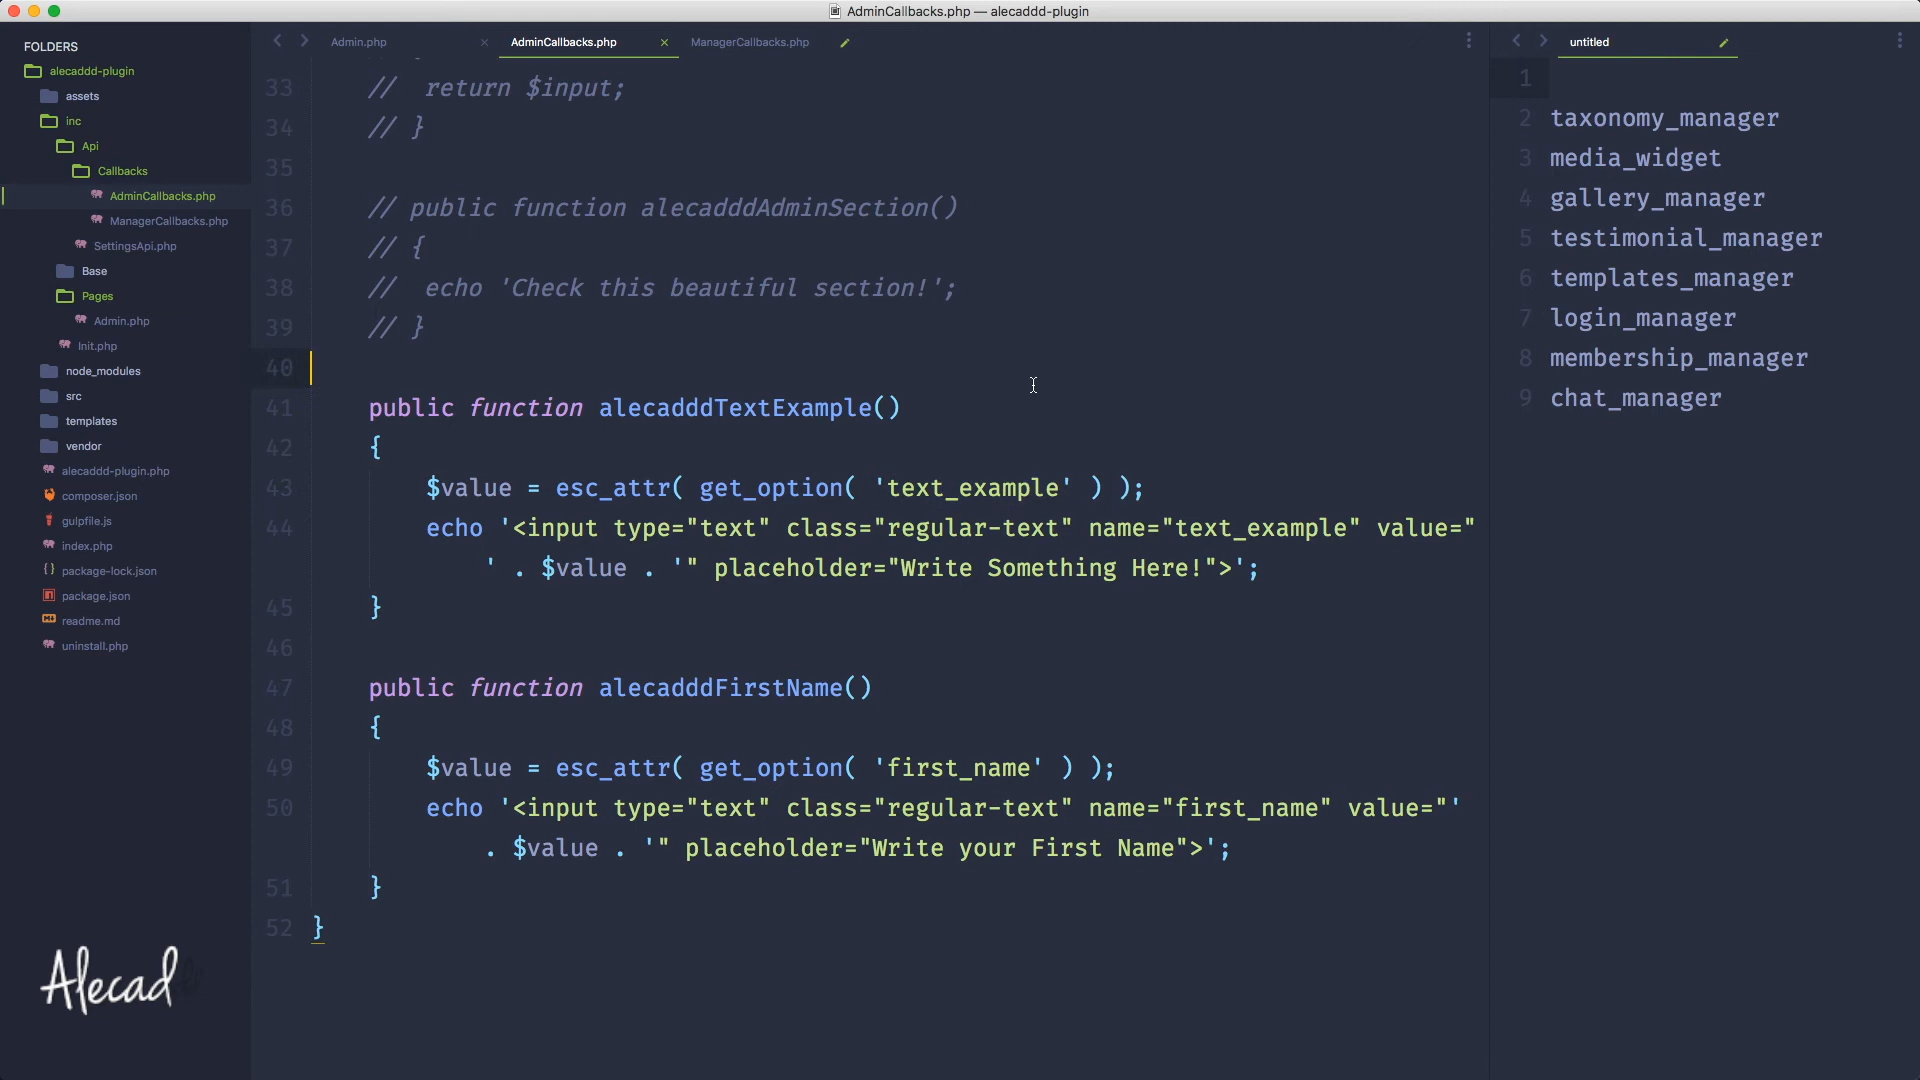 AdminCallbacks.php — alecaddd-plugin
FOLDERS
alecaddd-plugin
assets
inc
Api
Callbacks
AdminCallbacks.php
ManagerCallbacks.php
SettingsApi.php
Base
Pages
Admin.php
Init.php
node_modules
src
templates
vendor
alecaddd-plugin.php
composer.json
gulpfile.js
index.php
package-lock.json
package.json
readme.md
uninstall.php
Alecad
Admin.php AdminCallbacks.php ManagerCallbacks.php
33 // return $input;
34 // }
35
36 // public function alecadddAdminSection()
37 // {
38 // echo 'Check this beautiful section!';
39 // }
40
41 public function alecadddTextExample()
42 {
43 $value = esc_attr( get_option( 'text_example' ) );
44 echo '<input type="text" class="regular-text" name="text_example" value="
' . $value . '" placeholder="Write Something Here!">';
45 }
46
47 public function alecadddFirstName()
48 {
49 $value = esc_attr( get_option( 'first_name' ) );
50 echo '<input type="text" class="regular-text" name="first_name" value="'
. $value . '" placeholder="Write your First Name">';
51 }
52 }
untitled
1
2 taxonomy_manager
3 media_widget
4 gallery_manager
5 testimonial_manager
6 templates_manager
7 login_manager
8 membership_manager
9 chat_manager